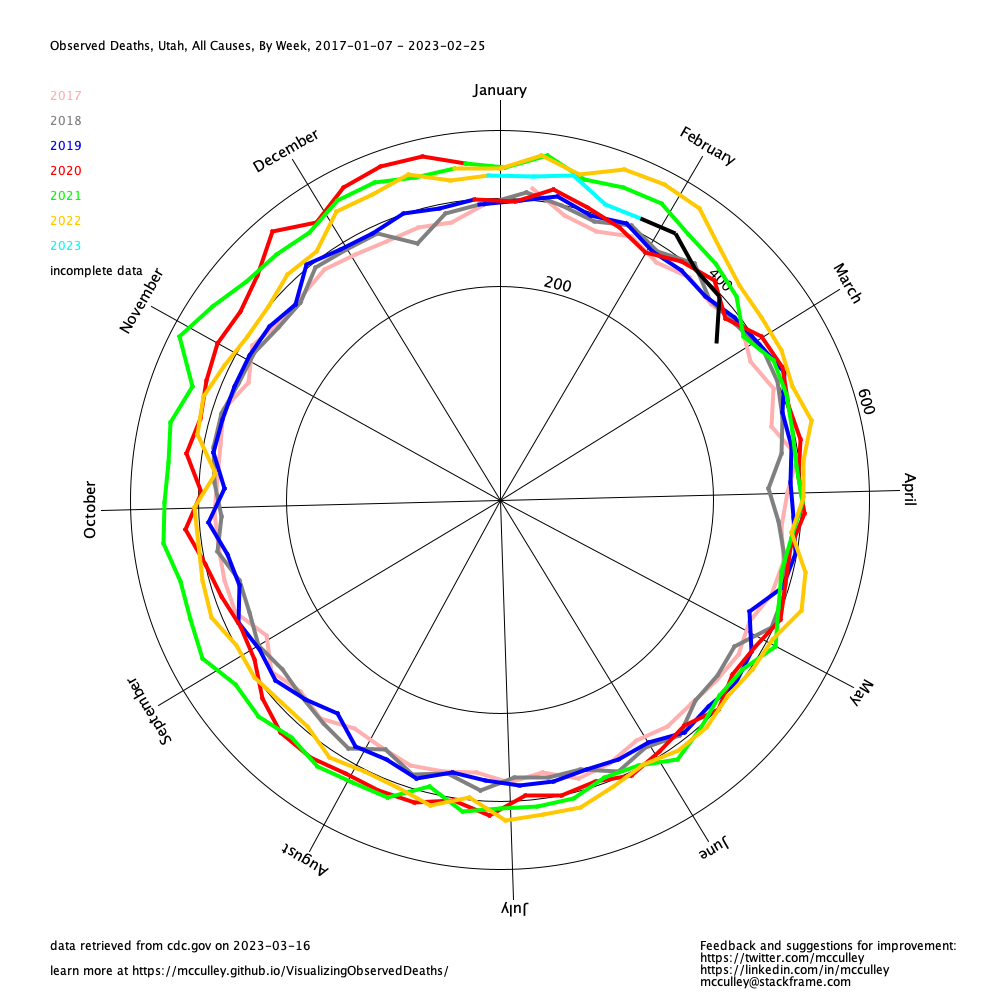 Observed Deaths, Utah, All Causes, By Week, 2017-01-07 - 2023-02-25
January
2017
2018
2019
2020
2021
2022
2023
incomplete data
December
February
November
March
200
400
600
October
April
September
May
August
June
July
data retrieved from cdc.gov on 2023-03-16
learn more at https://mcculley.github.io/VisualizingObservedDeaths/
Feedback and suggestions for improvement:
https://twitter.com/mcculley
https://linkedin.com/in/mcculley
mcculley@stackframe.com